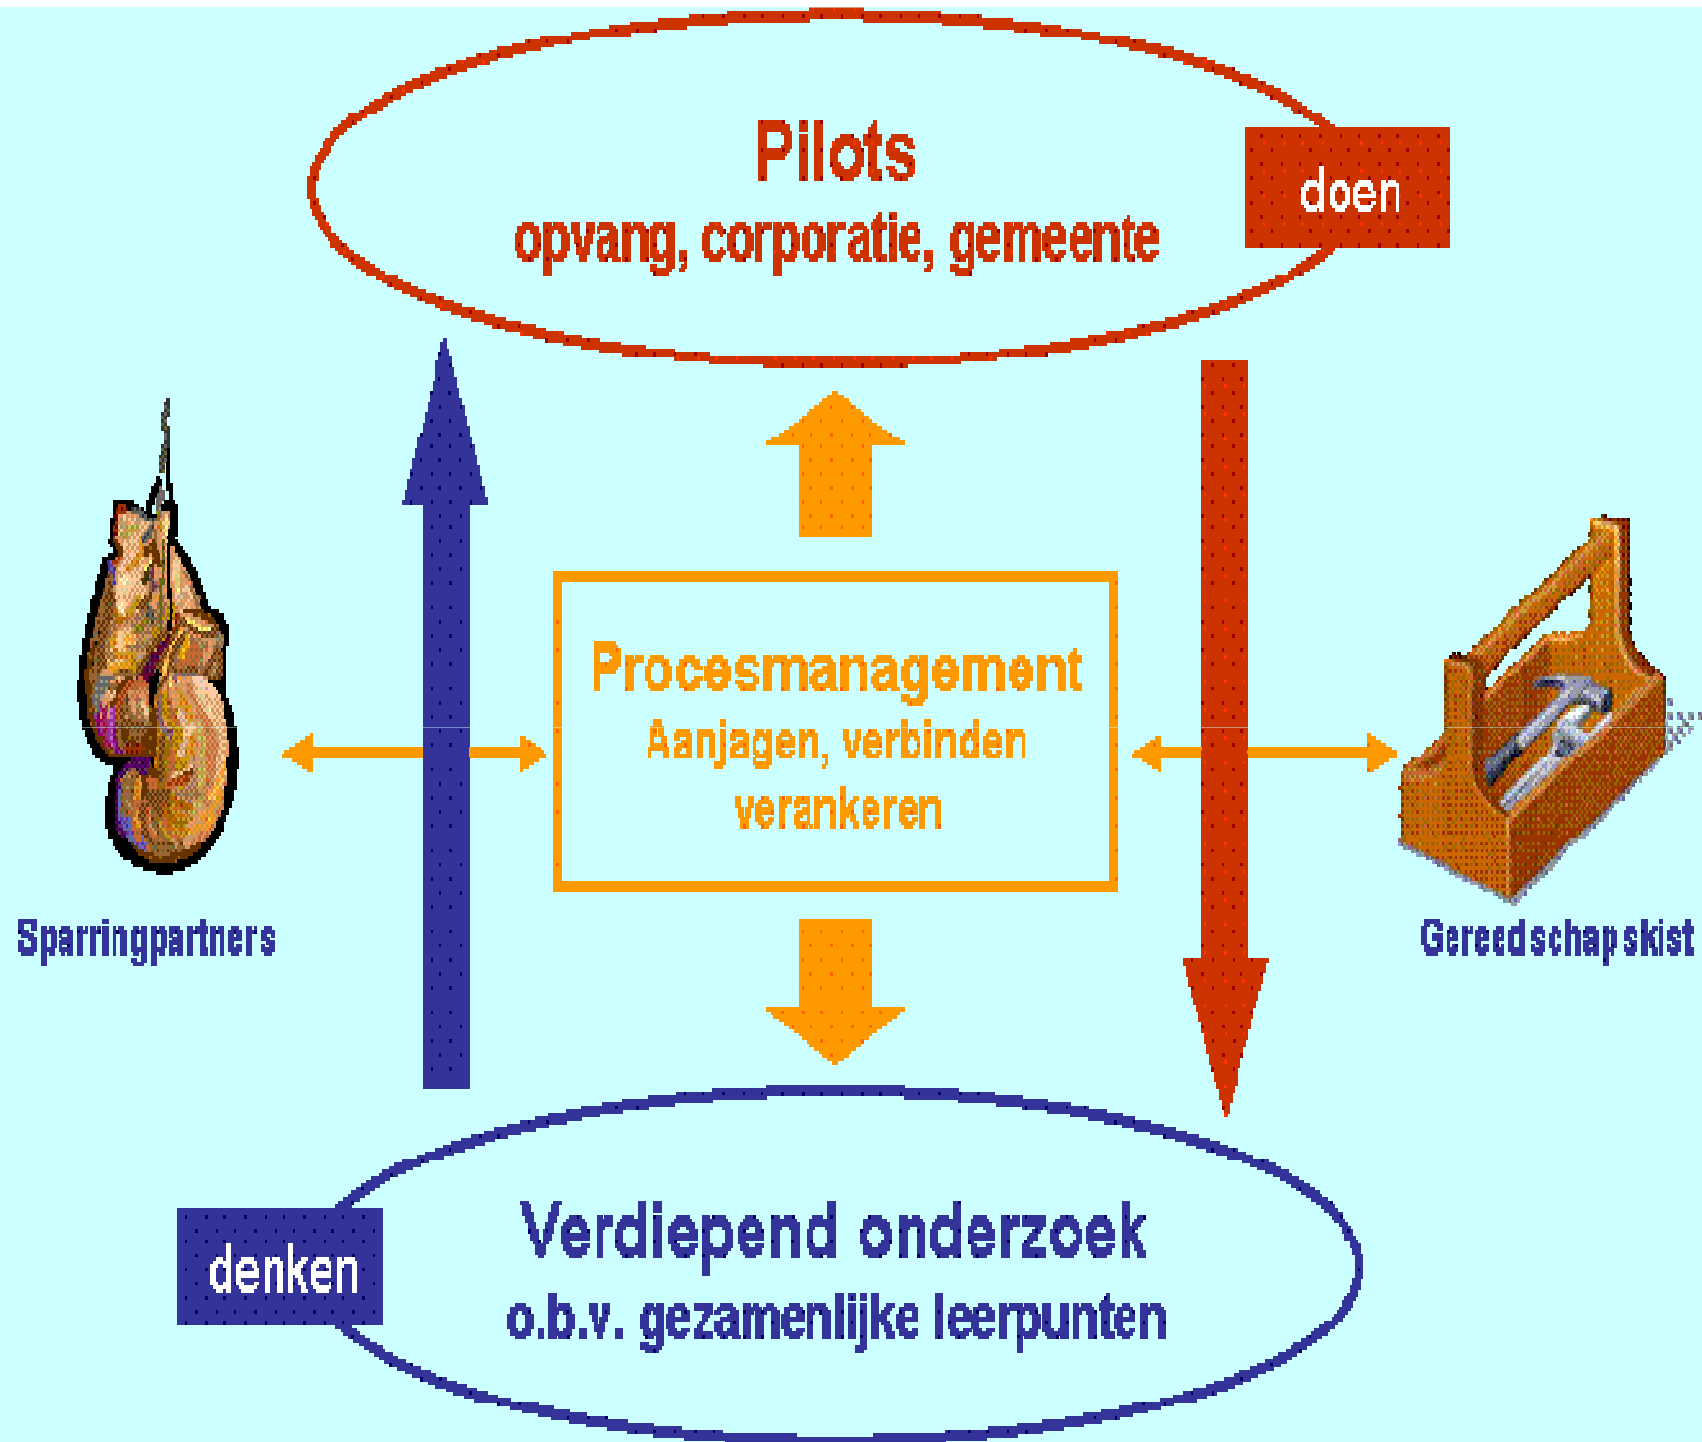 Pilots
opvang, corporatie, gemeente
doen
Procesmanagement
Aanjagen, verbinden
verankeren
Sparringpartners
Gereedschapskist
denken
Verdiepend onderzoek
o.b.v. gezamenlijke leerpunten